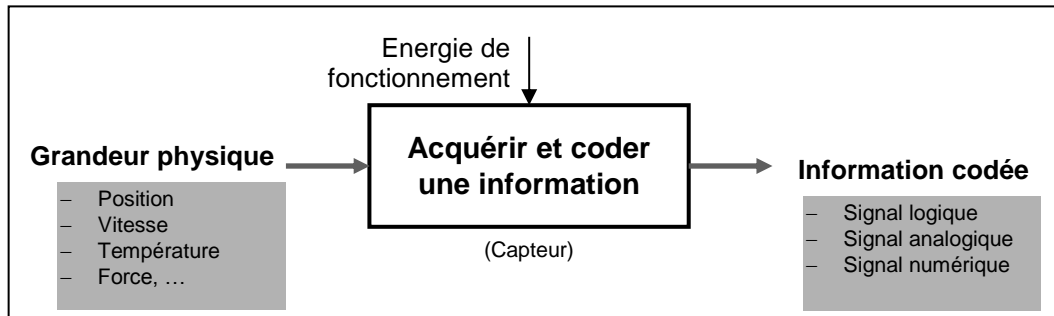 Energie de
fonctionnement
Grandeur physique
– Position
– Vitesse
– Température
– Force, …
Acquérir et coder
une information
(Capteur)
Information codée
– Signal logique
– Signal analogique
– Signal numérique